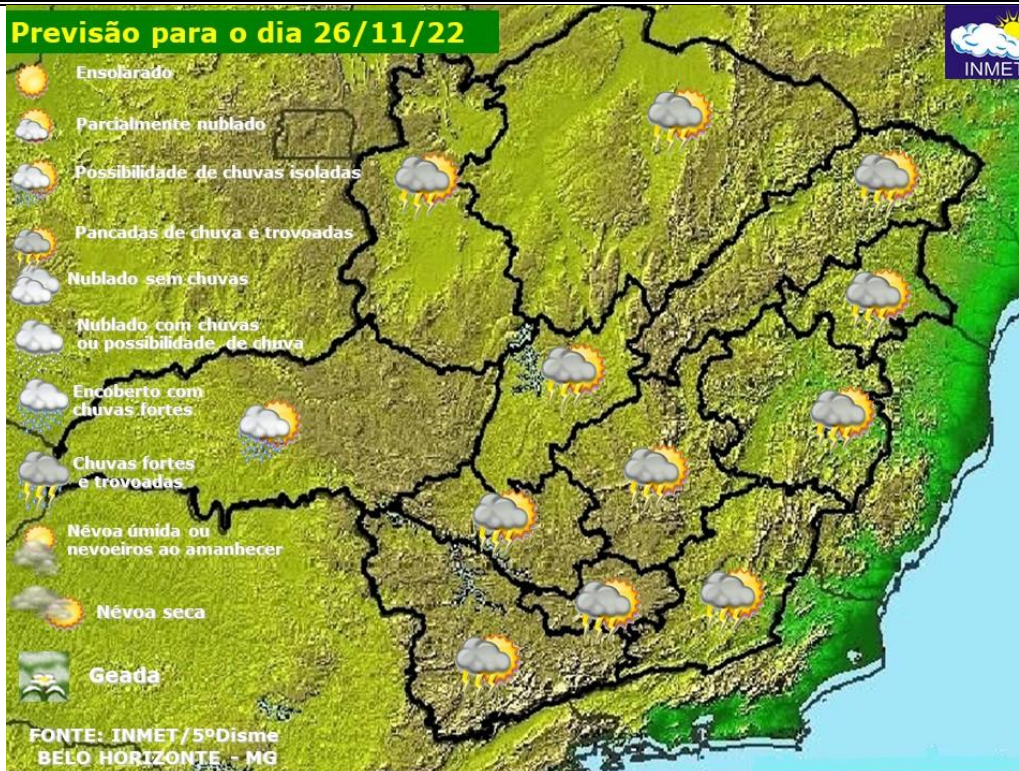 Previsão para o dia 26/11/22
INMET
Ensolarado
Parcialmente nublado
Possibilidade de chuvas isoladas
Pancadas de chuva e trovoadas
Nublado sem chuvas
Nublado com chuvas
ou possibilidade de chuva
Encoberto com
chuvas fortes
Chuvas fortes
e trovoadas
Névoa úmida ou
nevoeiros ao amanhecer
Névoa seca
Geada
FONTE: INMET/5ºDisme
BELO HORIZONTE - MG